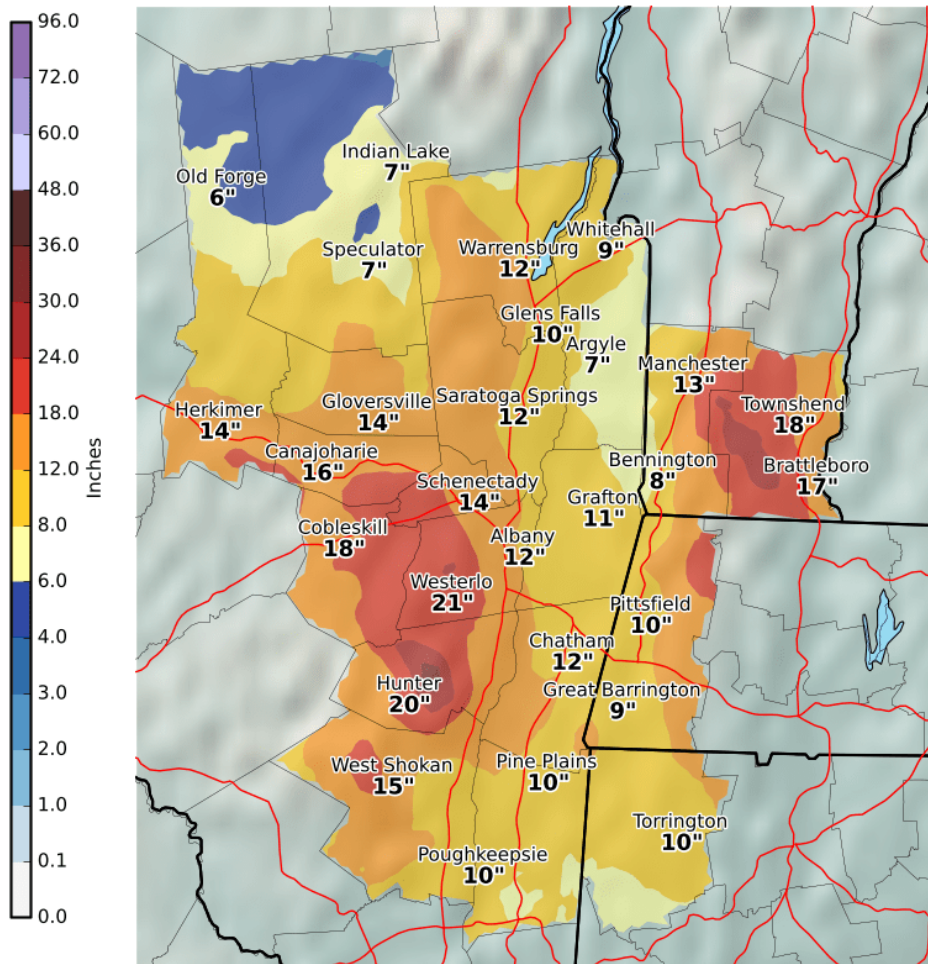 96.0
72.0
60.0
48.0
36.0
30.0
24.0
18.0
12.0
8.0
6.0
4.0
3.0
2.0
1.0
0.1
0.0
Inches
Indian Lake
7"
Old Forge
6"
Whitehall
9"
Speculator
7"
Warrensburg
12"
Glens Falls
10"
Argyle
7"
Manchester
13"
Herkimer
14"
Gloversville
14"
Saratoga Springs
12"
Townshend
18"
Canajoharie
16"
Schenectady
14"
Bennington
8"
Brattleboro
17"
Grafton
11"
Cobleskill
18"
Albany
12"
Westerlo
21"
Pittsfield
10"
Chatham
12"
Hunter
20"
Great Barrington
9"
West Shokan
15"
Pine Plains
10"
Torrington
10"
Poughkeepsie
10"